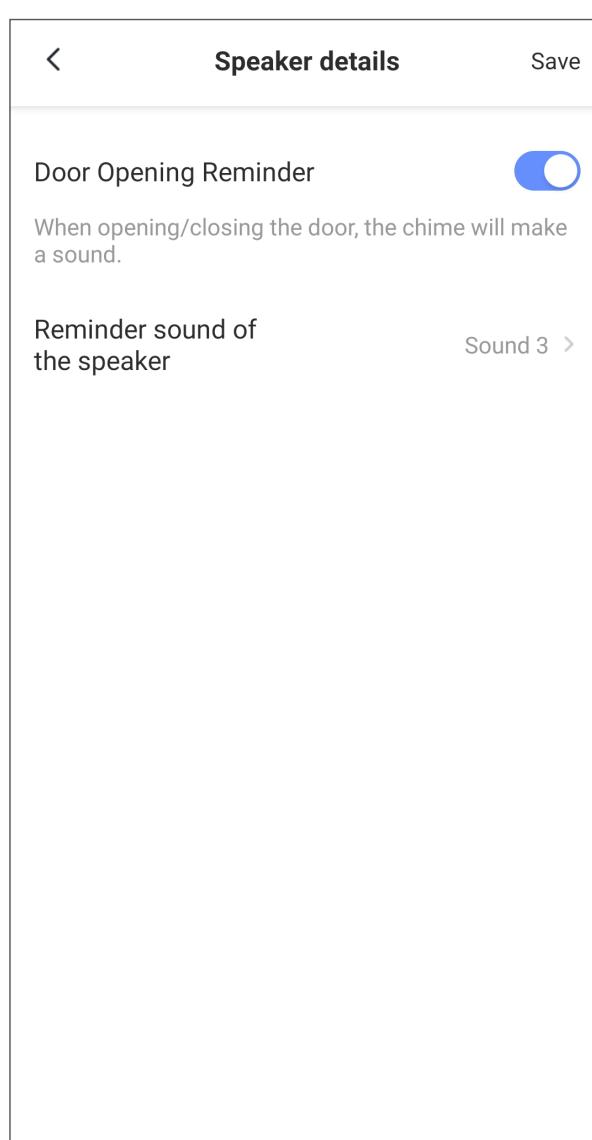 Speaker details
Save
Door Opening Reminder
When opening/closing the door, the chime will make
a sound.
Reminder sound of
the speaker
Sound 3